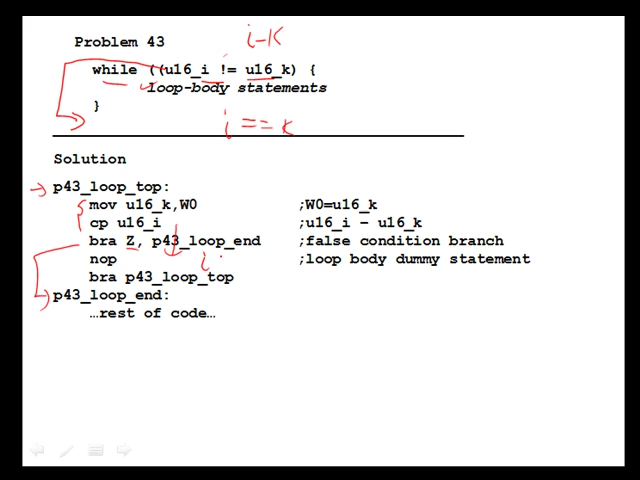 Problem 43
i-K
while ((u16_i != u16_k) {
loop-body statements
}
i == k
Solution
p43_loop_top:
mov u16_k,W0 ;W0=u16_k
cp u16_i ;u16_i - u16_k
bra Z, p43_loop_end ;false condition branch
nop ;loop body dummy statement
i
bra p43_loop_top
p43_loop_end:
…rest of code…